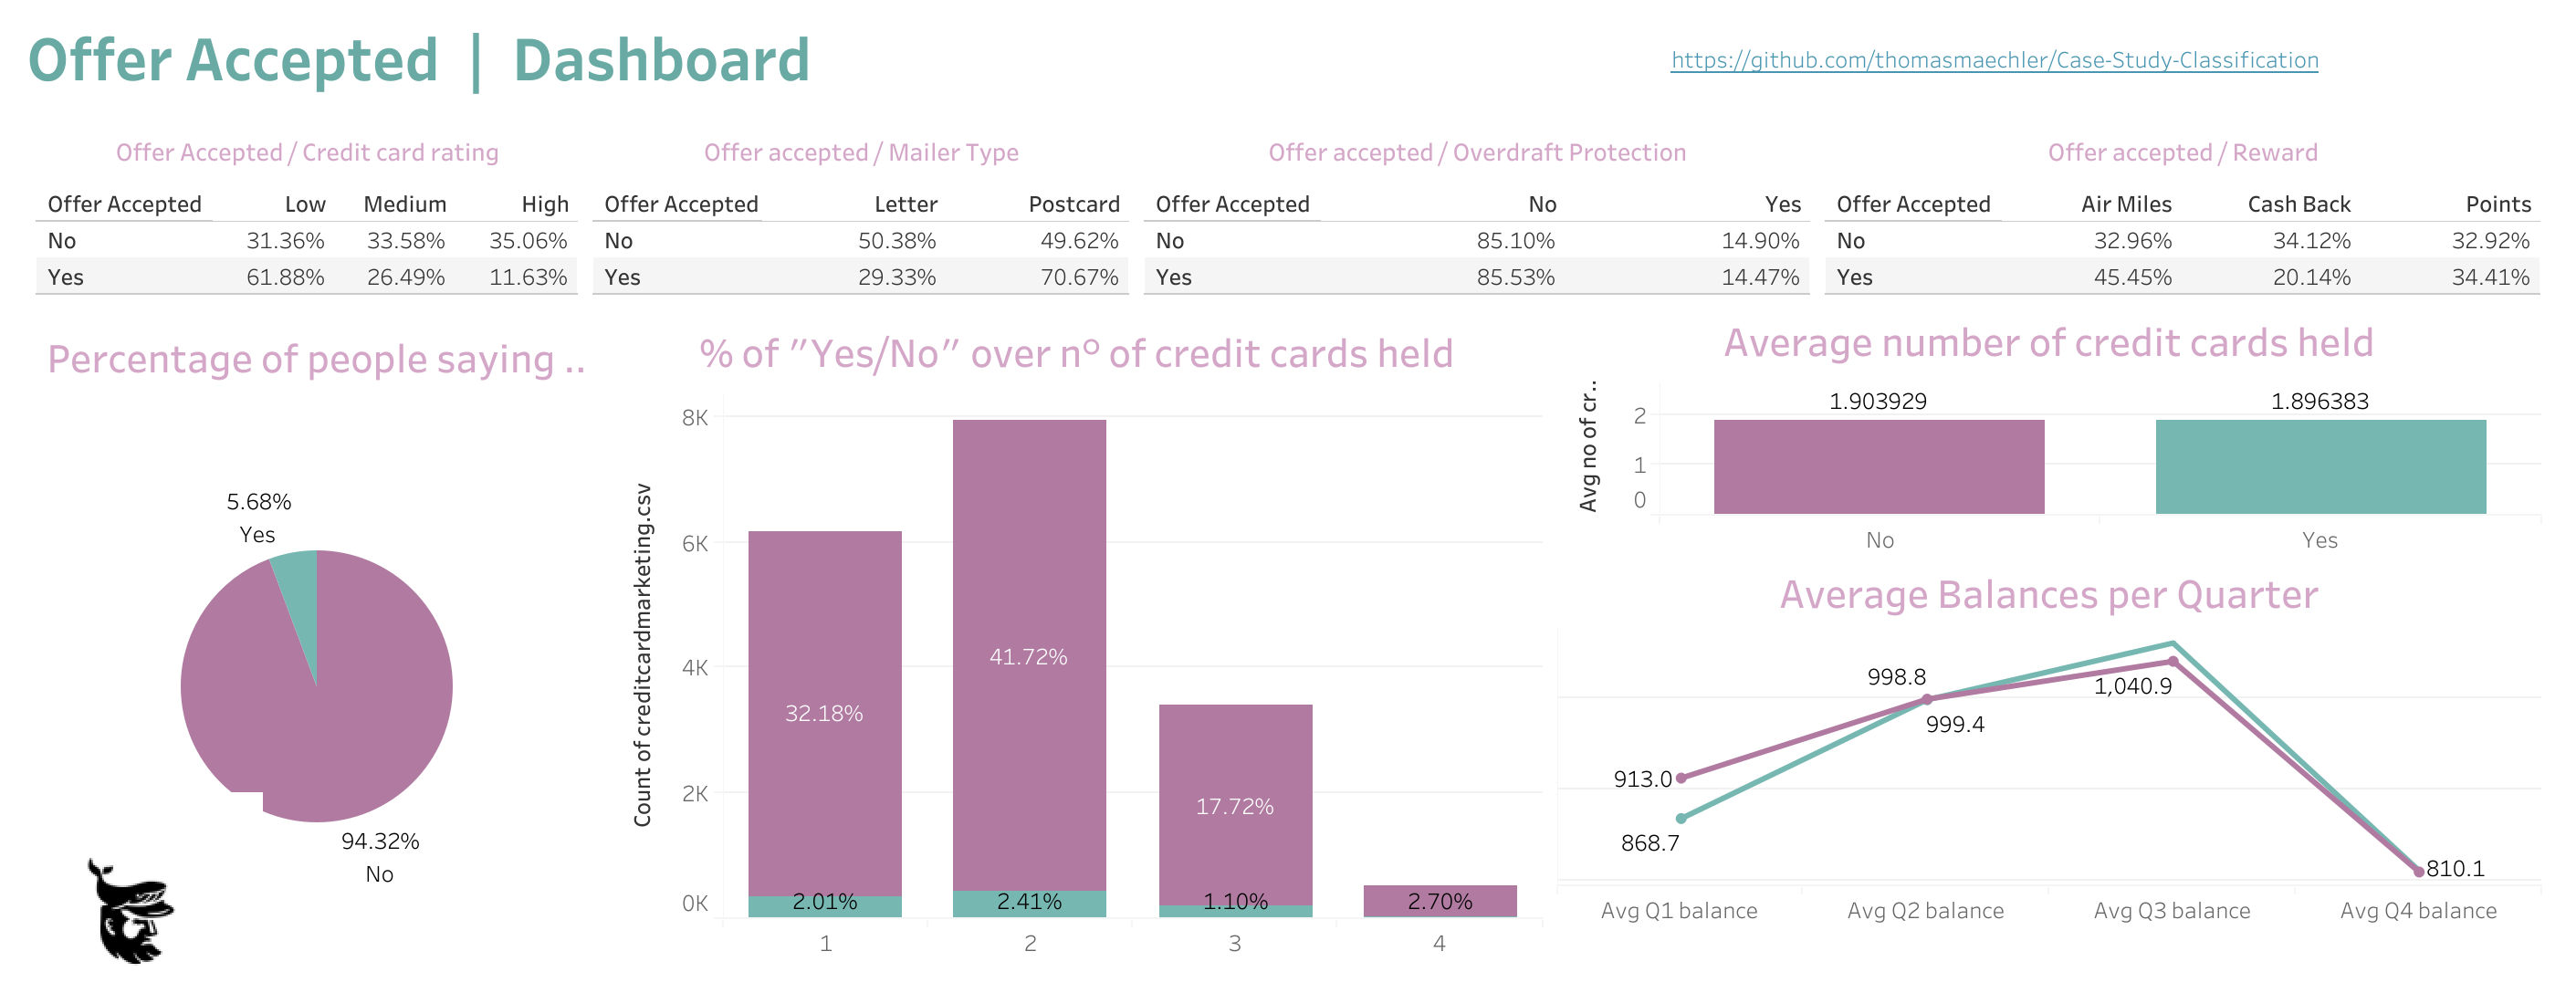 Offer Accepted | Dashboard
https://github.com/thomasmaechler/Case-Study-Classification
Offer Accepted / Credit card rating
Offer Accepted Low Medium High
No 31.36% 33.58% 35.06%
Yes 61.88% 26.49% 11.63%
Offer accepted / Mailer Type
Offer Accepted Letter Postcard
No 50.38% 49.62%
Yes 29.33% 70.67%
Offer accepted / Overdraft Protection
Offer Accepted No Yes
No 85.10% 14.90%
Yes 85.53% 14.47%
Offer accepted / Reward
Offer Accepted Air Miles Cash Back Points
No 32.96% 34.12% 32.92%
Yes 45.45% 20.14% 34.41%
Percentage of people saying ..
5.68%
Yes
94.32%
No
% of "Yes/No" over nº of credit cards held
Count of creditcardmarketing.csv
8K
6K
4K
2K
0K
32.18%
2.01%
41.72%
2.41%
17.72%
1.10%
2.70%
1 2 3 4
Average number of credit cards held
Avg no of cr..
2
1
0
1.903929 1.896383
No Yes
Average Balances per Quarter
998.8
1,040.9
999.4
913.0
868.7
810.1
Avg Q1 balance Avg Q2 balance Avg Q3 balance Avg Q4 balance